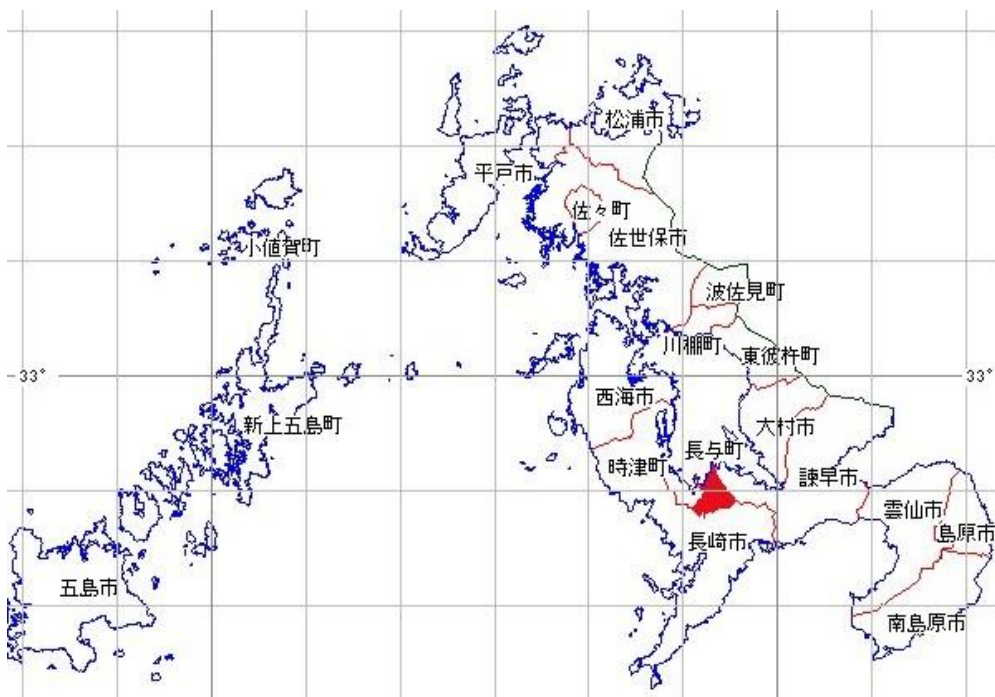 松浦市
平戸市
佐々町
佐世保市
小値賀町
波佐見町
川棚町
東彼杵町
33°
33°
西海市
新上五島町
大村市
長与町
時津町
諫早市
雲仙市
島原市
長崎市
五島市
南島原市